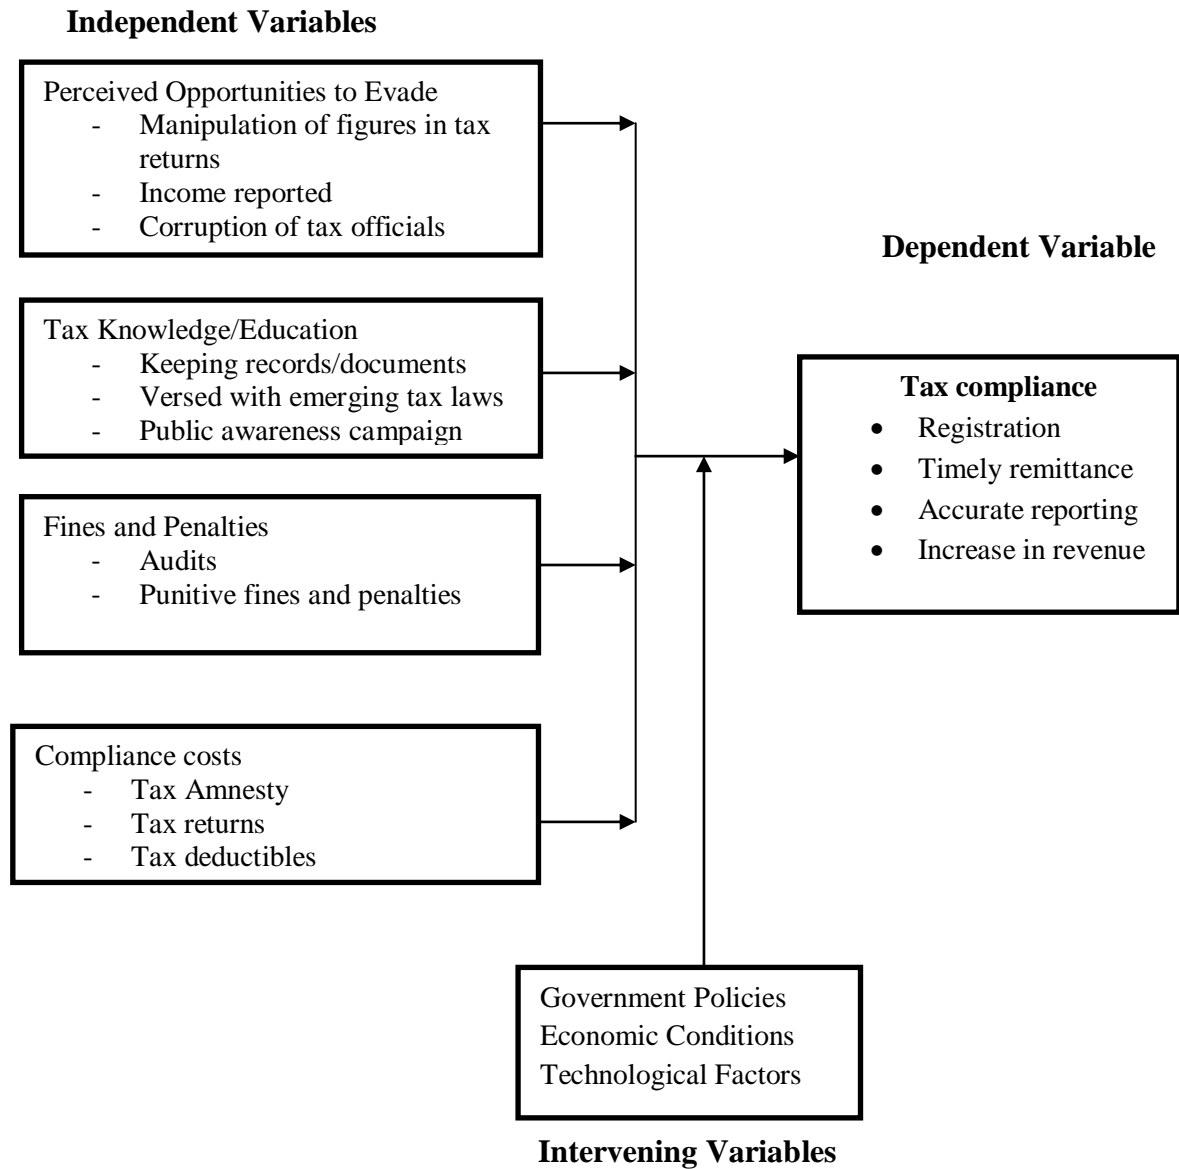 Independent Variables
Perceived Opportunities to Evade
- Manipulation of figures in tax
returns
- Income reported
- Corruption of tax officials
Tax Knowledge/Education
- Keeping records/documents
- Versed with emerging tax laws
- Public awareness campaign
Fines and Penalties
- Audits
- Punitive fines and penalties
Compliance costs
- Tax Amnesty
- Tax returns
- Tax deductibles
Dependent Variable
Tax compliance
• Registration
• Timely remittance
• Accurate reporting
• Increase in revenue
Government Policies
Economic Conditions
Technological Factors
Intervening Variables